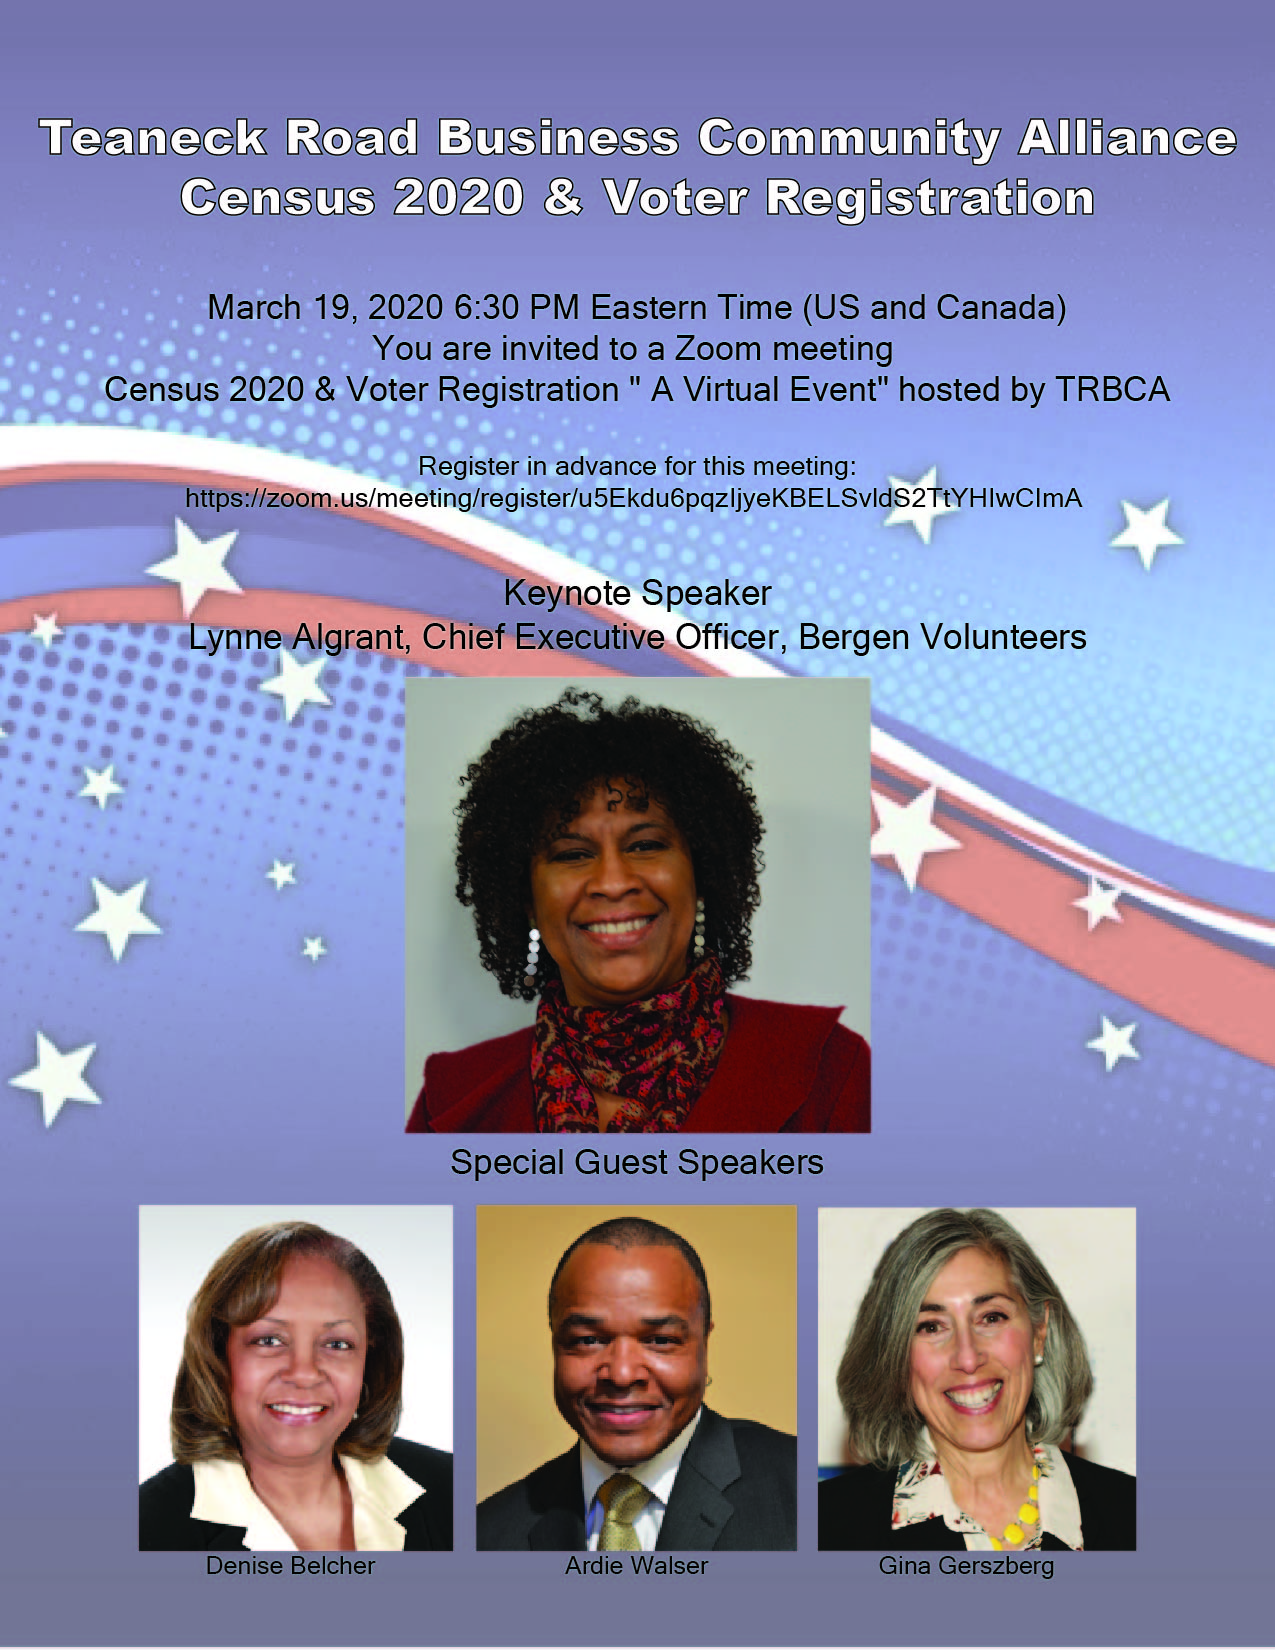 Teaneck Road Business Community Alliance
Census 2020 & Voter Registration
March 19, 2020 6:30 PM Eastern Time (US and Canada)
You are invited to a Zoom meeting
Census 2020 & Voter Registration " A Virtual Event" hosted by TRBCA
Register in advance for this meeting:
https://zoom.us/meeting/register/u5Ekdu6pqzIjyeKBELSvldS2TtYHIwCImA
Keynote Speaker
Lynne Algrant, Chief Executive Officer, Bergen Volunteers
Special Guest Speakers
Denise Belcher
Ardie Walser
Gina Gerszberg